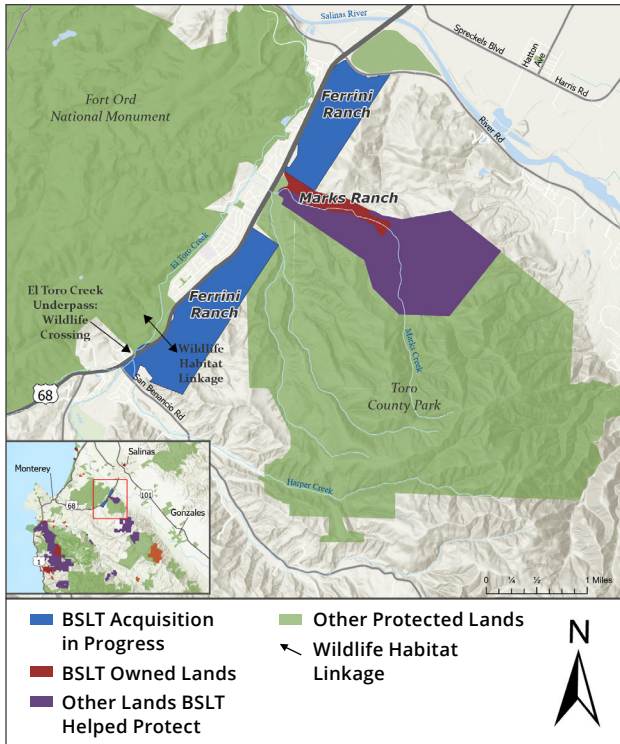 Salinas River
Spreckels Blvd
Hatton
Ave
Harris Rd
River Rd
Fort Ord
National Monument
Ferrini
Ranch
Marks Ranch
El Toro Creek
El Toro Creek
Underpass:
Wildlife
Crossing
Ferrini
Ranch
Wildlife
Habitat
Linkage
68
San Benancio Rd
Marks Creek
Toro
County Park
Harper Creek
Salinas
Monterey
68
101
Gonzales
1
0 ¼ ½ 1 Miles
BSLT Acquisition
in Progress
BSLT Owned Lands
Other Lands BSLT
Helped Protect
Other Protected Lands
Wildlife Habitat
Linkage
N